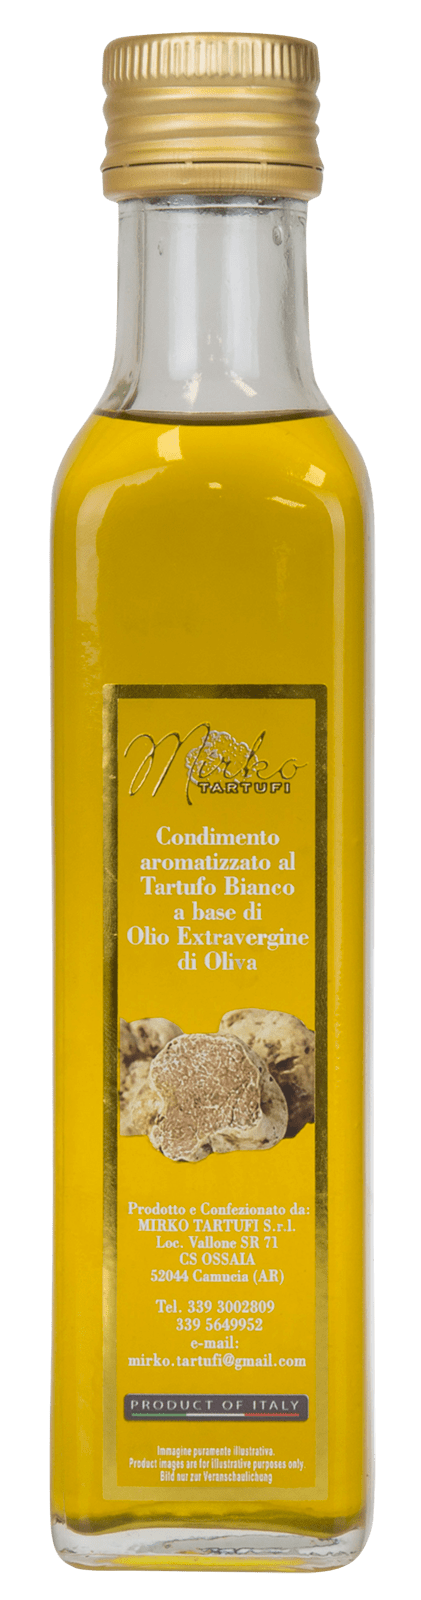 Mirko
TARTUFI
Condimento
aromatizzato al
Tartufo Bianco
a base di
Olio Extravergine
di Oliva
Prodotto e Confezionato da:
MIRKO TARTUFI S.r.l.
Loc. Vallone SR 71
CS OSSAIA
52044 Camucia (AR)
Tel. 339 3002809
339 5649952
e-mail:
mirko.tartufi@gmail.com
PRODUCT OF ITALY
Immagine puramente illustrativa.
Product images are for illustrative purposes only.
Bild nur zur Veranschaulichung